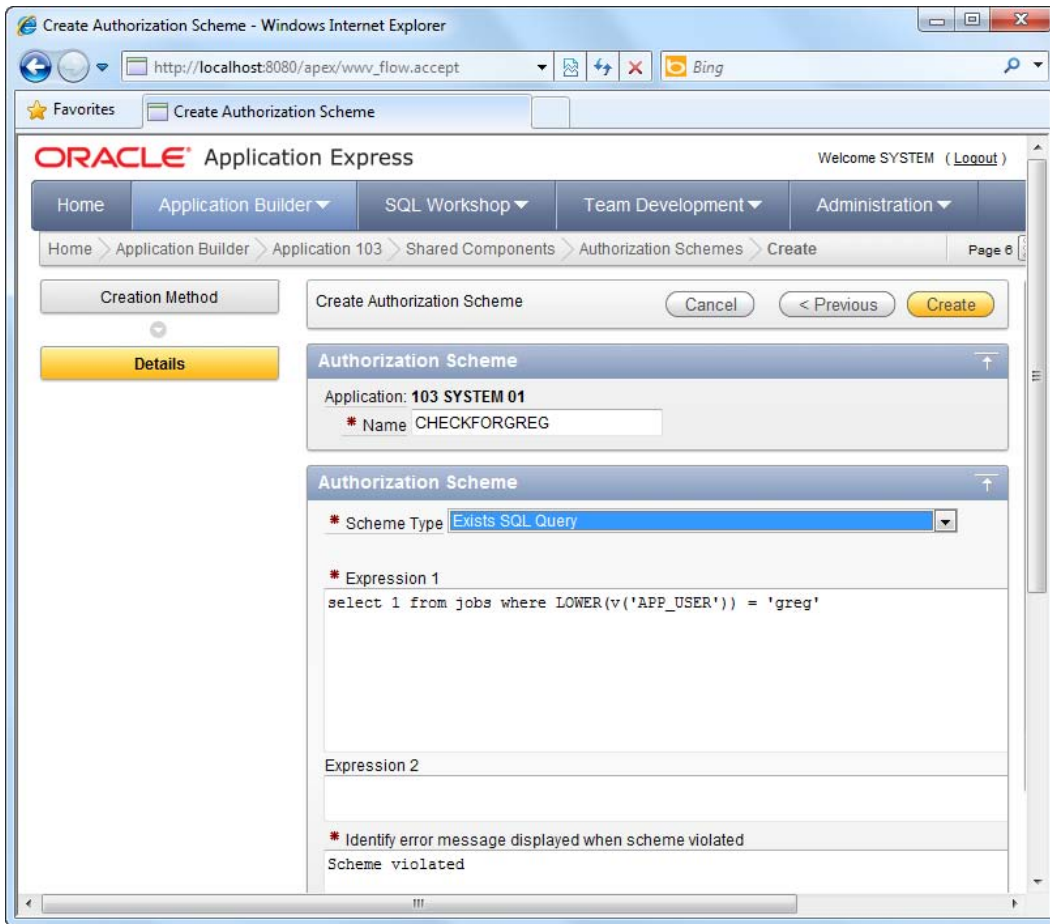 Create Authorization Scheme - Windows Internet Explorer
http://localhost:8080/apex/wwv_flow.accept
Bing
Favorites
Create Authorization Scheme
ORACLE Application Express
Welcome SYSTEM ( Logout )
Home
Application Builder
SQL Workshop
Team Development
Administration
Home
Application Builder
Application 103
Shared Components
Authorization Schemes
Create
Page 6
Creation Method
Details
Create Authorization Scheme
Cancel
< Previous
Create
Authorization Scheme
Application: 103 SYSTEM 01
* Name CHECKFORGREG
Authorization Scheme
* Scheme Type Exists SQL Query
* Expression 1
select 1 from jobs where LOWER(v('APP_USER')) = 'greg'
Expression 2
* Identify error message displayed when scheme violated
Scheme violated